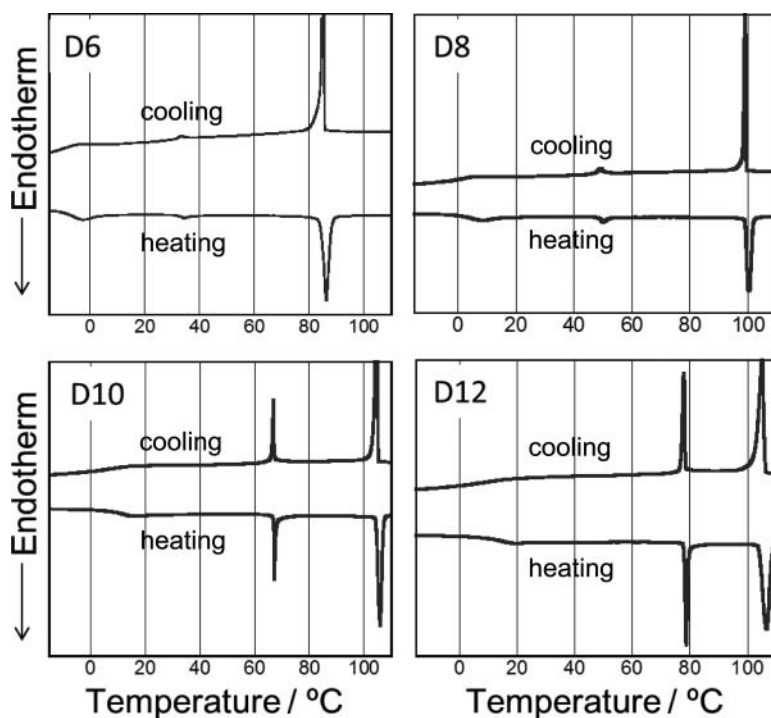 D6
cooling
heating
0 20 40 60 80 100
D8
cooling
heating
0 20 40 60 80 100
← Endotherm
D10
cooling
heating
0 20 40 60 80 100
D12
cooling
heating
0 20 40 60 80 100
← Endotherm
Temperature / ºC
Temperature / ºC